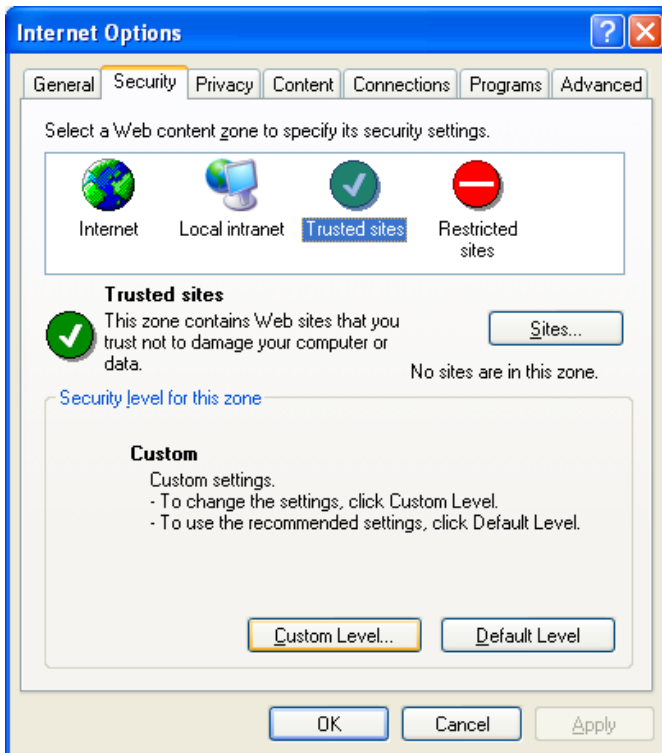 Internet Options
General Security Privacy Content Connections Programs Advanced
Select a Web content zone to specify its security settings.
Internet Local intranet Trusted sites Restricted
sites
Trusted sites
This zone contains Web sites that you
trust not to damage your computer or
data.
Sites...
No sites are in this zone.
Security level for this zone
Custom
Custom settings.
- To change the settings, click Custom Level.
- To use the recommended settings, click Default Level.
Custom Level... Default Level
OK Cancel Apply